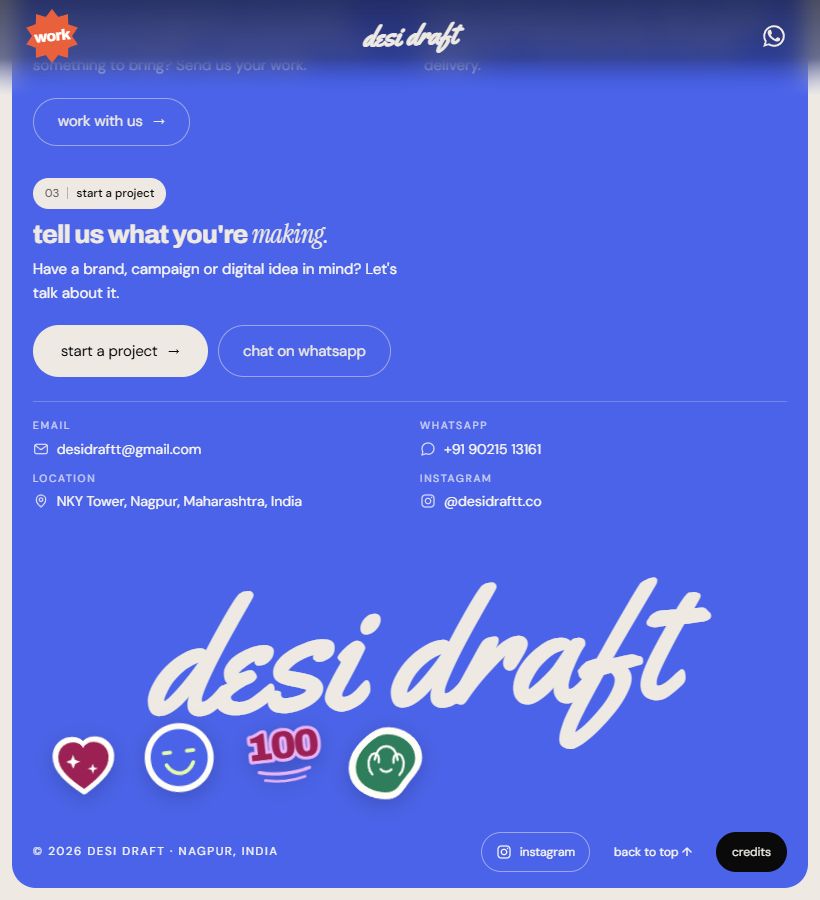 work
desi draft
something to bring? Send us your work.
delivery.
work with us →
03 | start a project
tell us what you're making.
Have a brand, campaign or digital idea in mind? Let's
talk about it.
start a project →
chat on whatsapp
EMAIL
desidraftt@gmail.com
WHATSAPP
+91 90215 13161
LOCATION
NKY Tower, Nagpur, Maharashtra, India
INSTAGRAM
@desidraftt.co
desi draft
100
© 2026 DESI DRAFT · NAGPUR, INDIA
instagram
back to top ↑
credits